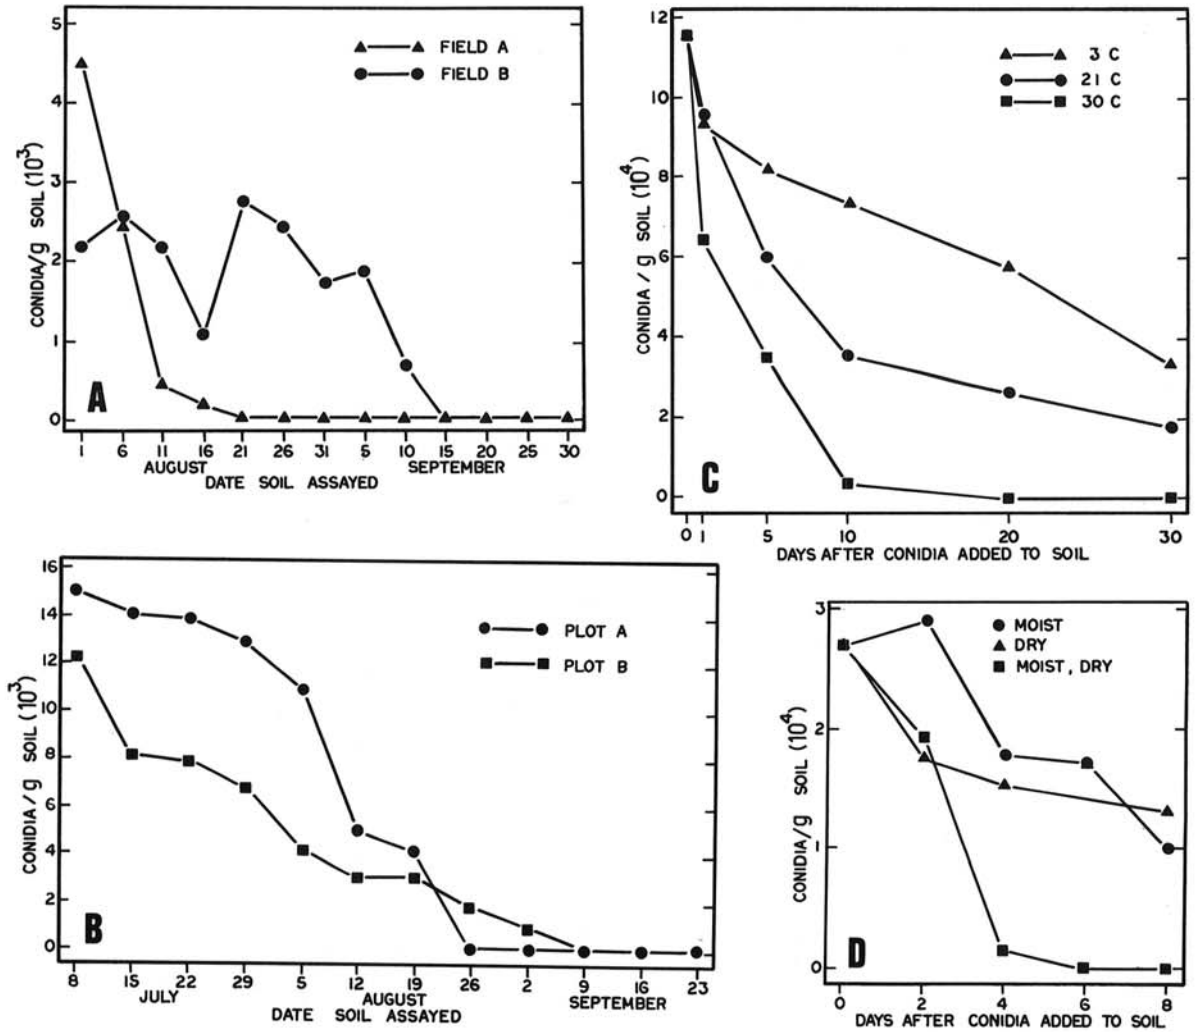 5
4
3
2
1
0
CONIDIA/g SOIL (10³)
FIELD A
FIELD B
A
1 6 11 16 21 26 31 5 10 15 20 25 30
AUGUST SEPTEMBER
DATE SOIL ASSAYED
12
10
8
6
4
2
0
CONIDIA / g SOIL (10⁴)
3 C
21 C
30 C
C
0 1 5 10 20 30
DAYS AFTER CONIDIA ADDED TO SOIL
16
14
12
10
8
6
4
2
0
CONIDIA/g SOIL (10³)
PLOT A
PLOT B
B
8 15 22 29 5 12 19 26 2 9 16 23
JULY AUGUST SEPTEMBER
DATE SOIL ASSAYED
3
2
1
0
CONIDIA/g SOIL (10⁴)
MOIST
DRY
MOIST, DRY
D
0 2 4 6 8
DAYS AFTER CONIDIA ADDED TO SOIL